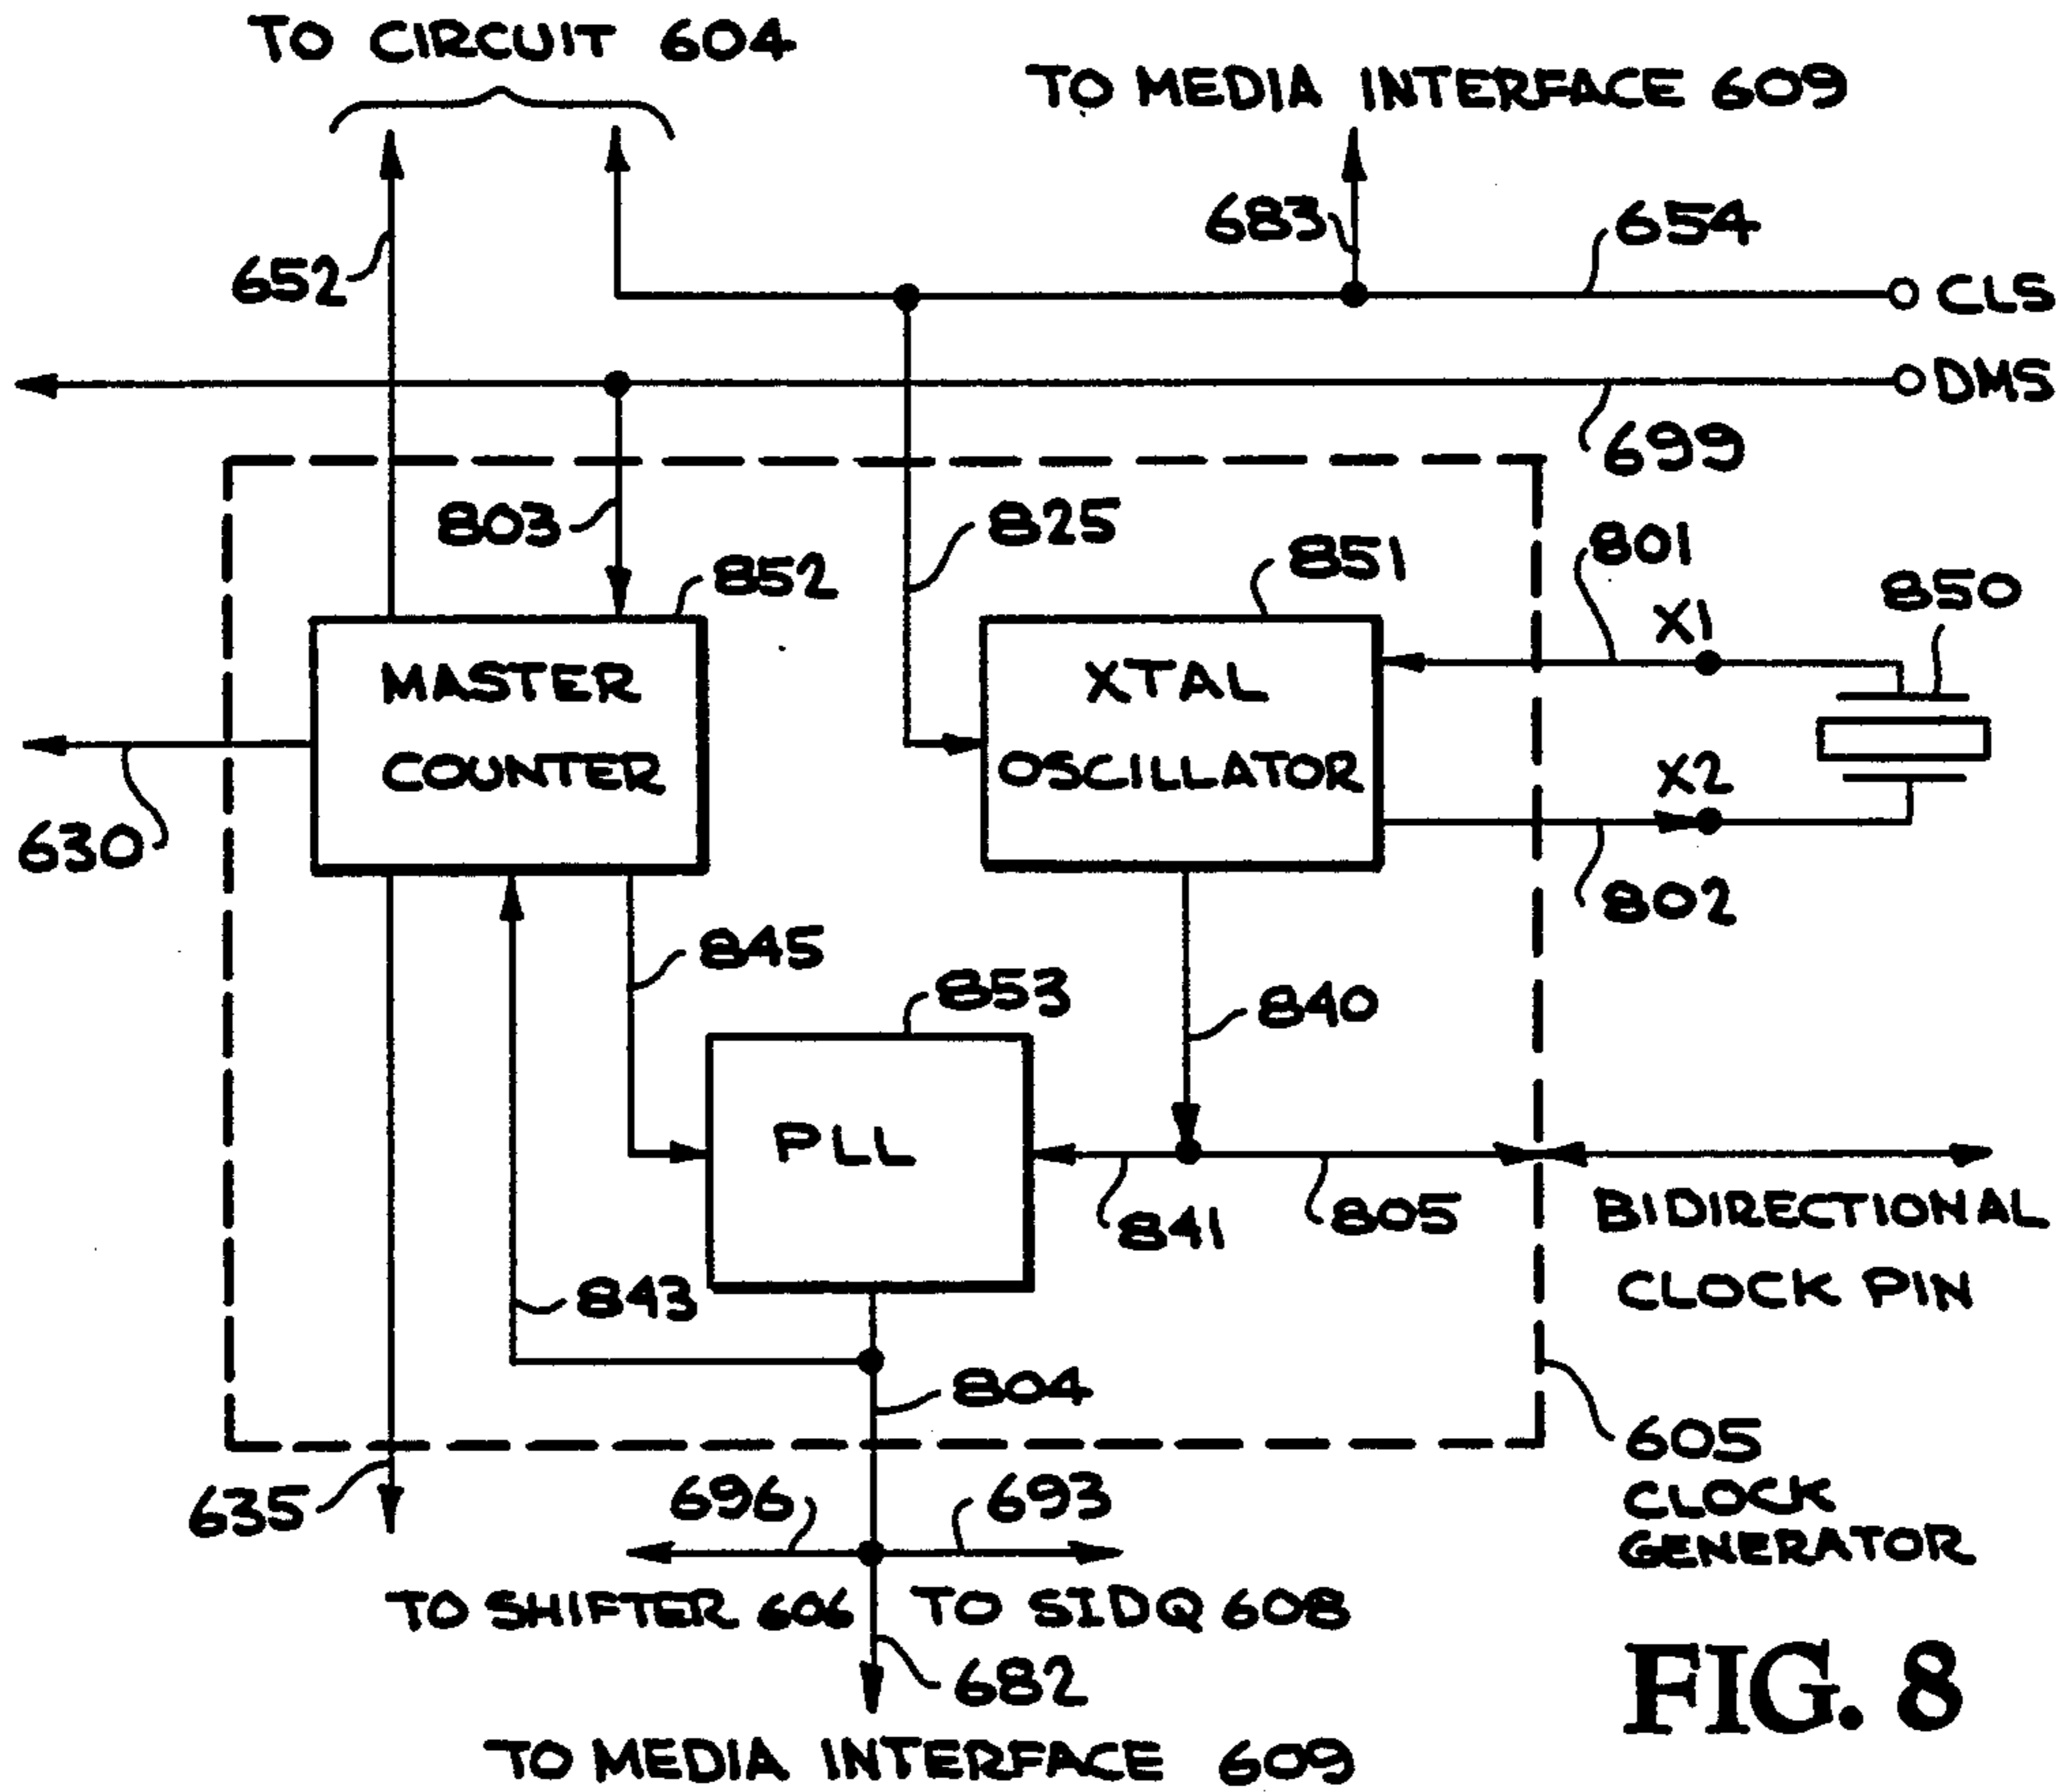 TO CIRCUIT 604
TO MEDIA INTERFACE 609
683
654
652
CLS
DMS
699
803
825
852
851
801
850
X1
MASTER
COUNTER
XTAL
OSCILLATOR
X2
630
802
845
853
840
PLL
841
805
BIDIRECTIONAL
CLOCK PIN
843
804
605
CLOCK
GENERATOR
635
696
693
TO SHIFTER 606
TO SIDQ 608
682
TO MEDIA INTERFACE 609
FIG. 8